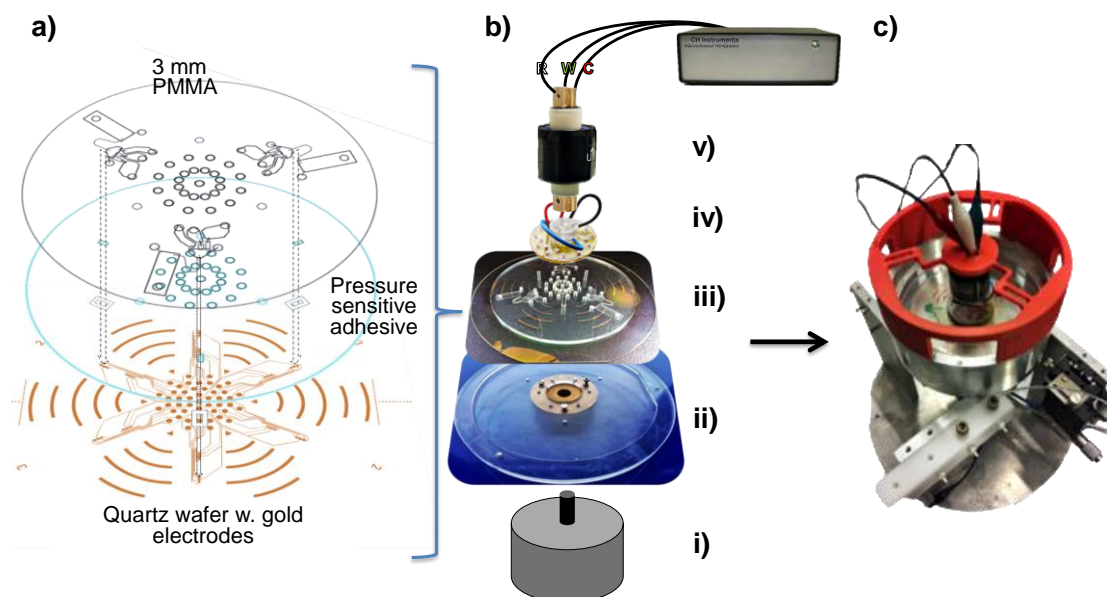 a)
3 mm
PMMA
Pressure
sensitive
adhesive
Quartz wafer w. gold
electrodes
b)
CH Instruments
R W C
v)
iv)
iii)
ii)
i)
c)